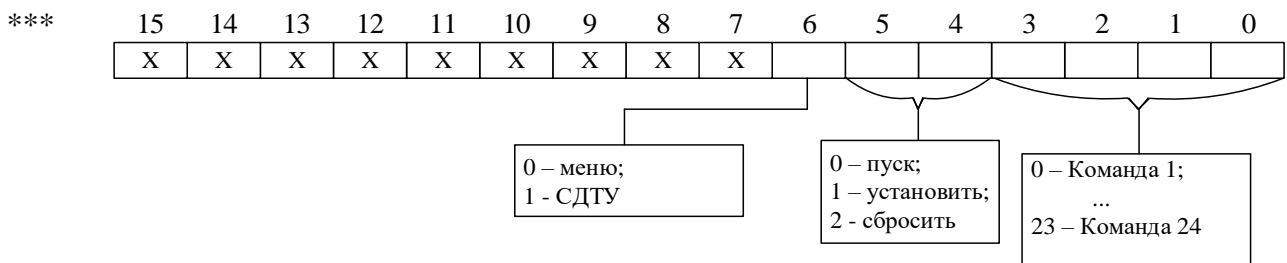 *** 15 14 13 12 11 10 9 8 7 6 5 4 3 2 1 0
X X X X X X X X X
0 – меню;
1 - СДТУ
0 – пуск;
1 – установить;
2 - сбросить
0 – Команда 1;
...
23 – Команда 24